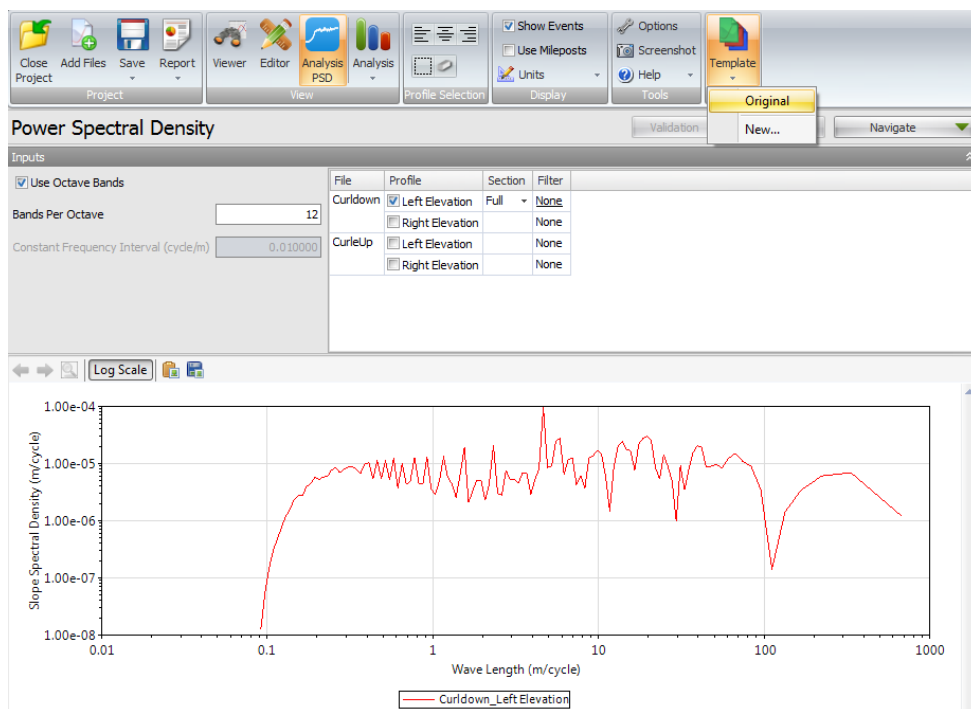 Close Project
Add Files
Save
Report
Viewer
Editor
Analysis PSD
Analysis
Show Events
Use Mileposts
Units
Options
Screenshot
Help
Template
Project
View
Profile Selection
Display
Tools
Original
New...
Power Spectral Density
Validation
Navigate
Inputs
Use Octave Bands
Bands Per Octave 12
Constant Frequency Interval (cycle/m) 0.010000
File Profile Section Filter
Curldown Left Elevation Full None
Right Elevation None
CurleUp Left Elevation None
Right Elevation None
Log Scale
1.00e-04
1.00e-05
1.00e-06
1.00e-07
1.00e-08
Slope Spectral Density (m/cycle)
0.01 0.1 1 10 100 1000
Wave Length (m/cycle)
Curldown_Left Elevation